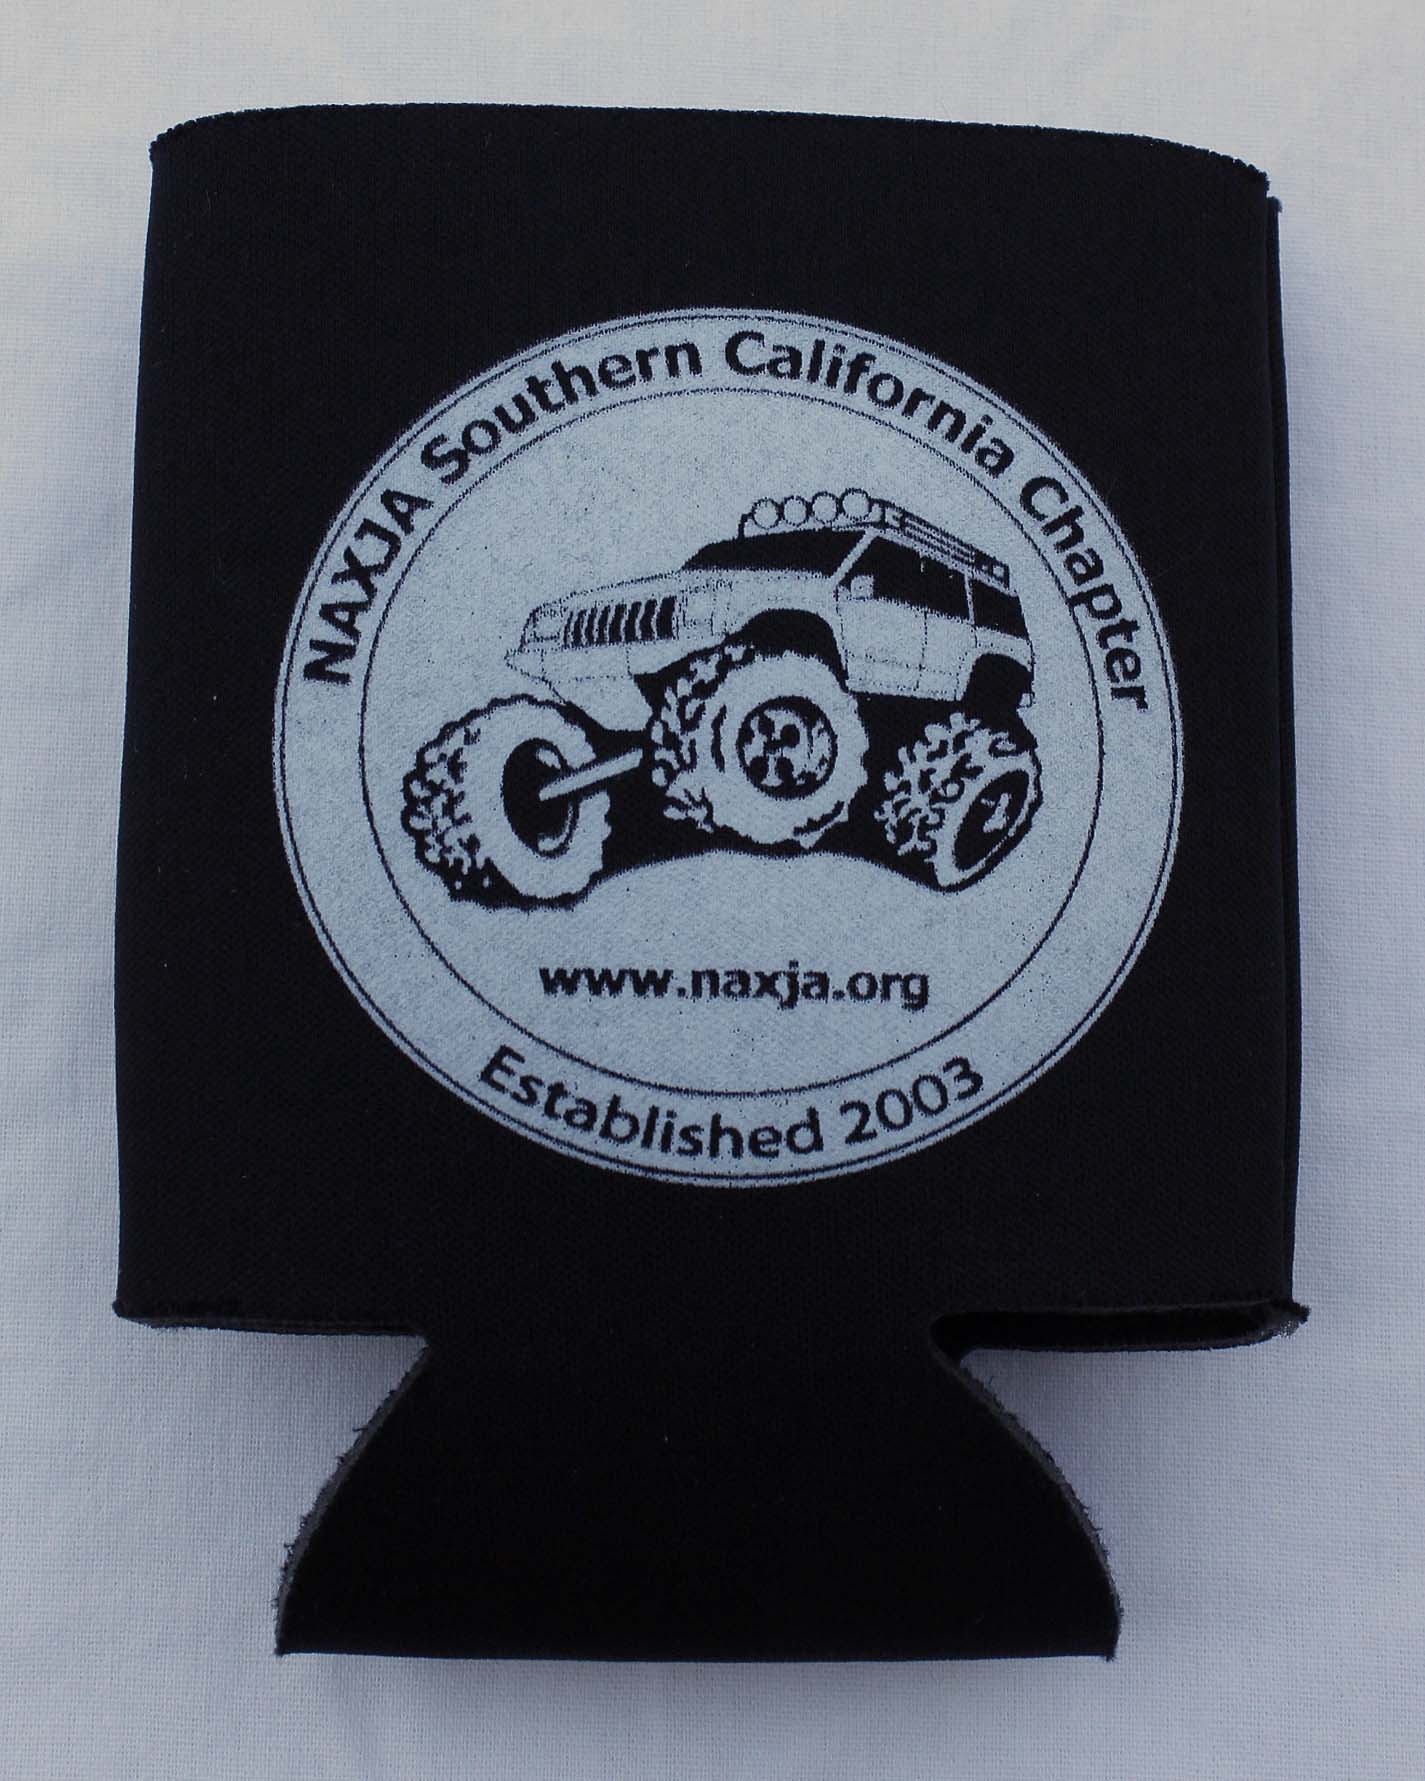 NAXJA Southern California Chapter
www.naxja.org
Established 2003